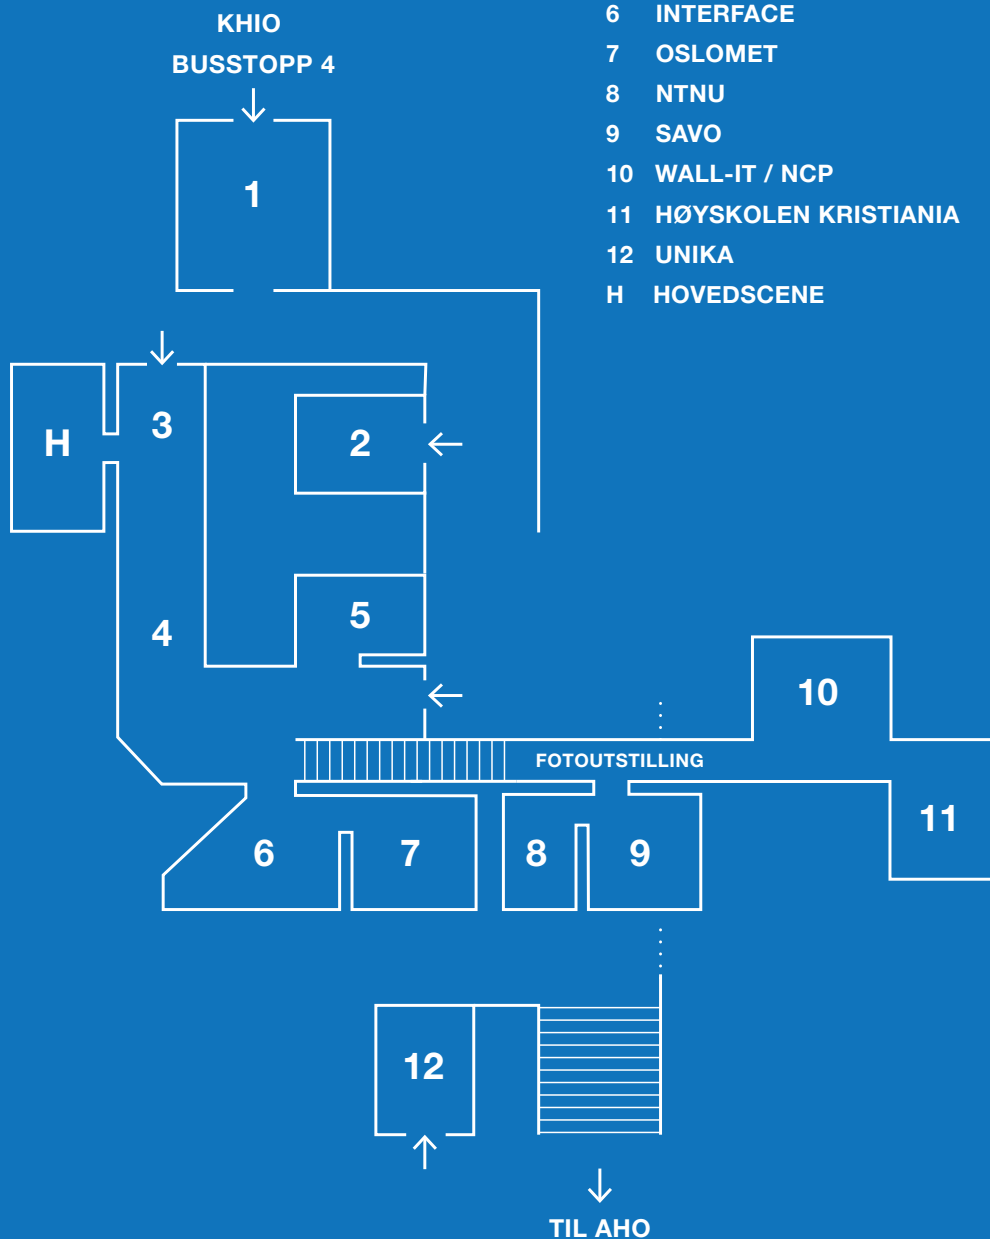 KHIO
BUSSTOPP 4
6 INTERFACE
7 OSLOMET
8 NTNU
9 SAVO
10 WALL-IT / NCP
11 HØYSKOLEN KRISTIANIA
12 UNIKA
H HOVEDSCENE
1
H
3
2
4
5
10
FOTOUTSTILLING
11
6
7
8
9
12
TIL AHO